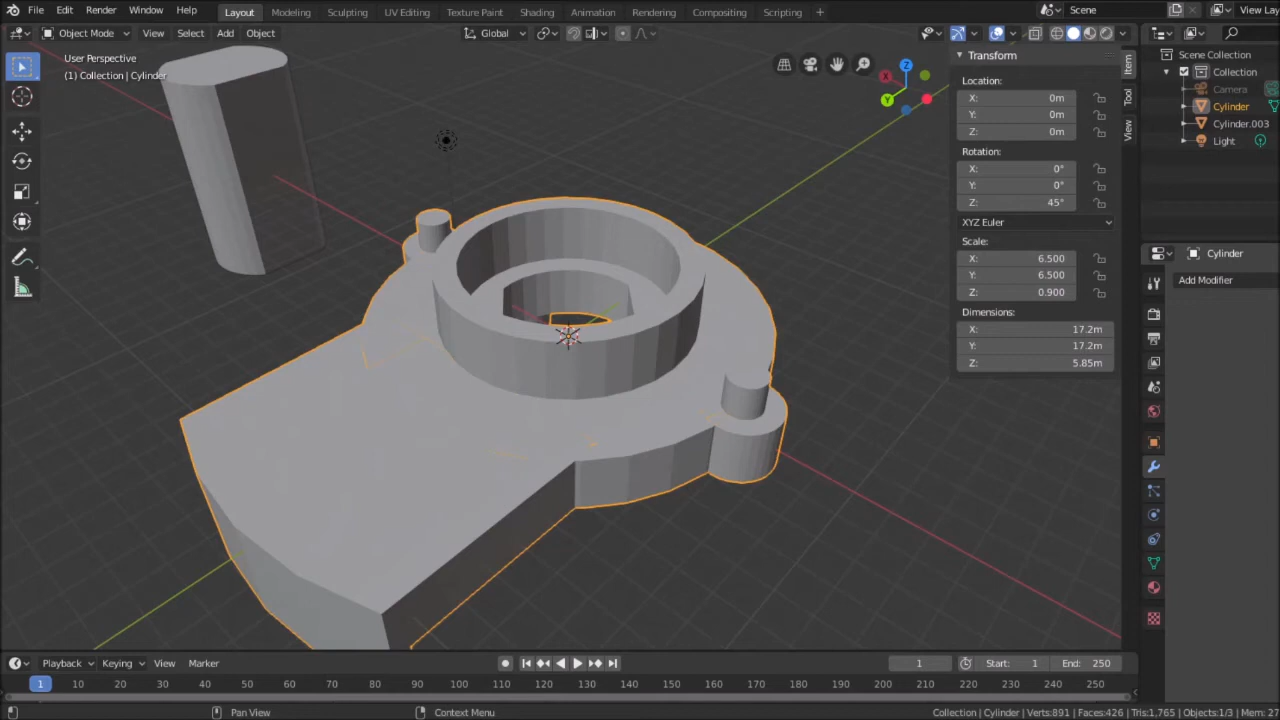 File Edit Render Window Help Layout Modeling Sculpting UV Editing Texture Paint Shading Animation Rendering Compositing Scripting + Scene View Lay
Object Mode View Select Add Object Global
User Perspective
(1) Collection | Cylinder
Transform
Location:
X: 0m
Y: 0m
Z: 0m
Rotation:
X: 0°
Y: 0°
Z: 45°
XYZ Euler
Scale:
X: 6.500
Y: 6.500
Z: 0.900
Dimensions:
X: 17.2m
Y: 17.2m
Z: 5.85m
Item
Tool
View
X
Y
Z
Scene Collection
Collection
Camera
Cylinder
Cylinder.003
Light
Cylinder
Add Modifier
Playback Keying View Marker 1 Start: 1 End: 250
1 10 20 30 40 50 60 70 80 90 100 110 120 130 140 150 160 170 180 190 200 210 220 230 240 250
Pan View Context Menu Collection | Cylinder | Verts:891 | Faces:426 | Tris:1,765 | Objects:1/3 | Mem: 27